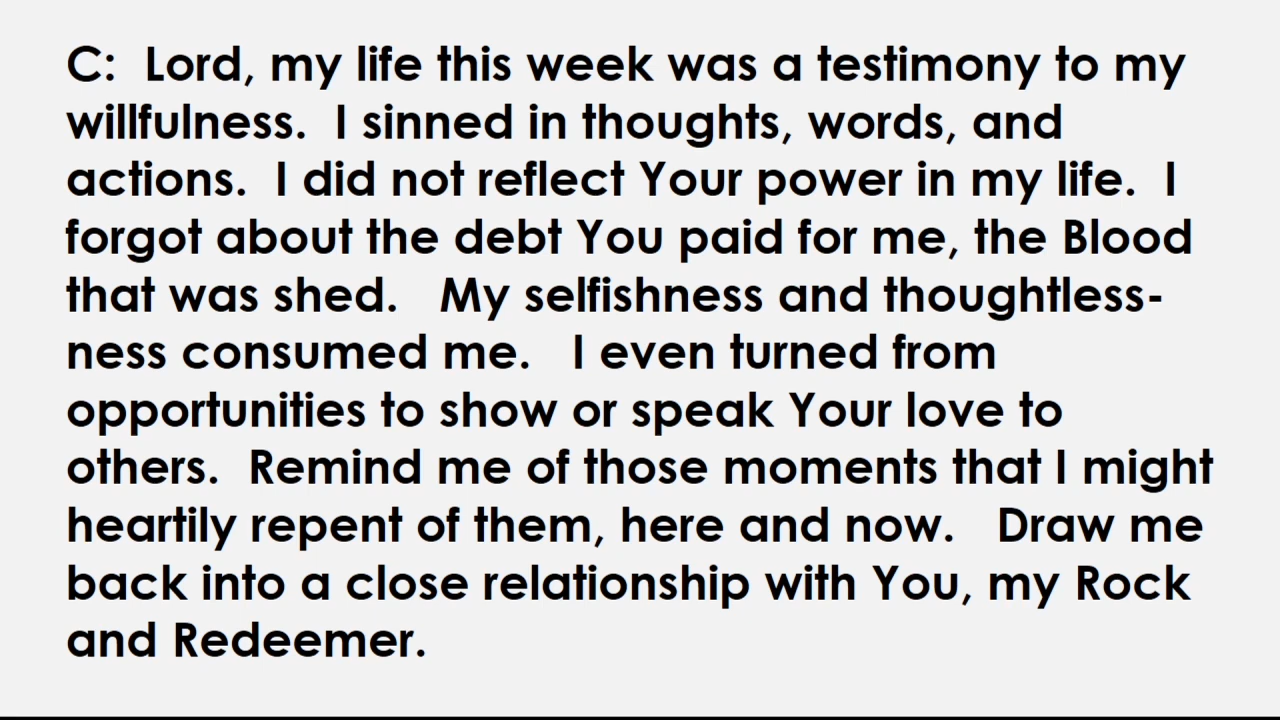 C:  Lord, my life this week was a testimony to my
willfulness.  I sinned in thoughts, words, and
actions.  I did not reflect Your power in my life.  I
forgot about the debt You paid for me, the Blood
that was shed.   My selfishness and thoughtless-
ness consumed me.   I even turned from
opportunities to show or speak Your love to
others.  Remind me of those moments that I might
heartily repent of them, here and now.   Draw me
back into a close relationship with You, my Rock
and Redeemer.